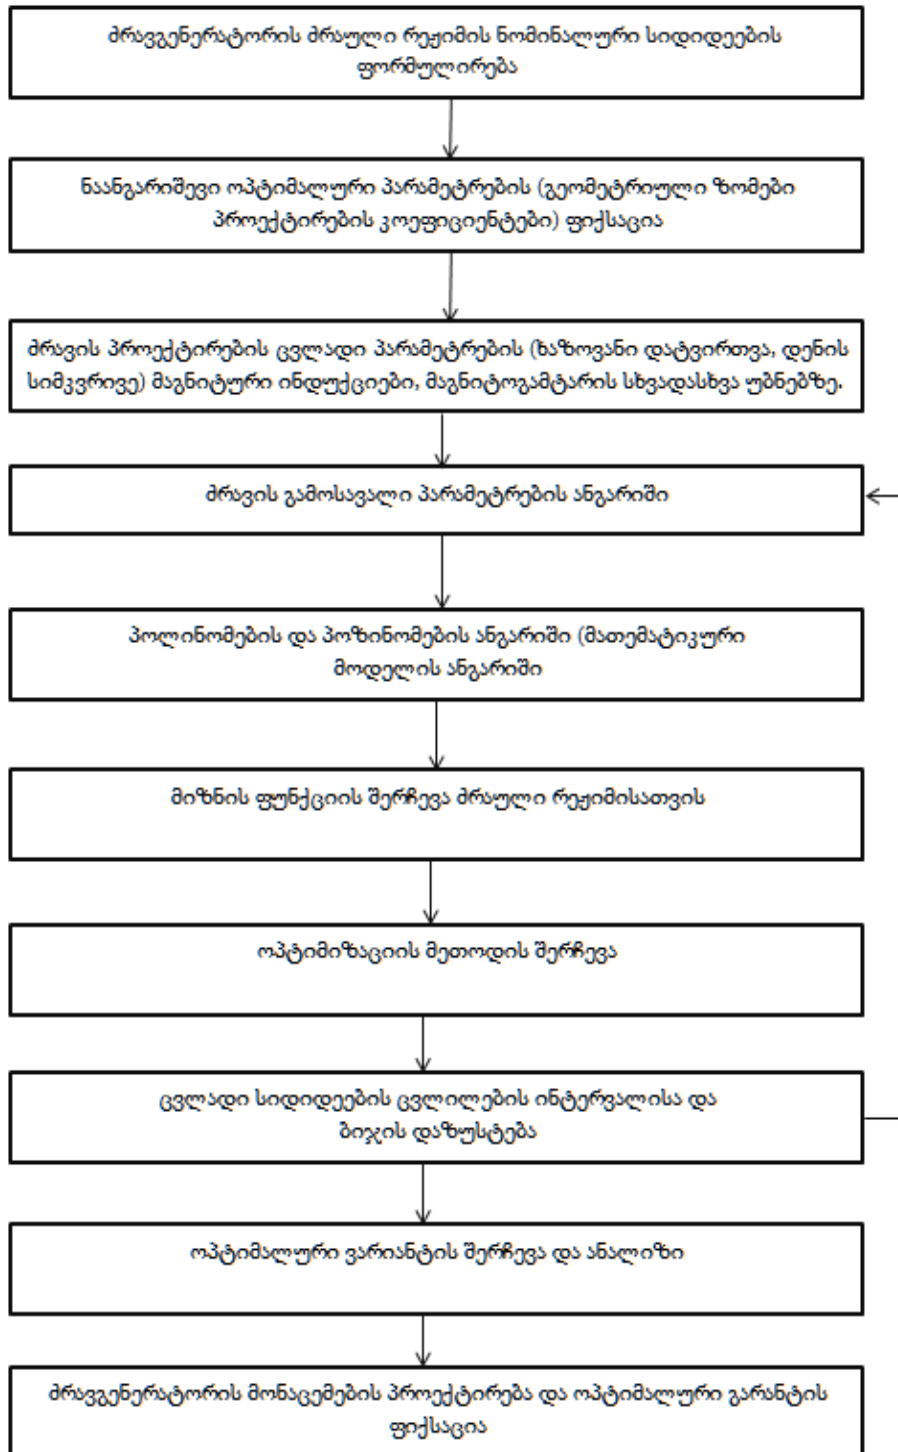 ძრავგენერატორის ძრაული რეჟიმის ნომინალური სიდიდეების
ფორმულირება
ნაანგარიშევი ოპტიმალური პარამეტრების (გეომეტრიული ზომები
პროექტირების კოეფიციენტები) ფიქსაცია
ძრავის პროექტირების ცვლადი პარამეტრების (ხაზოვანი დატვირთვა, დენის
სიმკვრივე) მაგნიტური ინდუქციები, მაგნიტოგამტარის სხვადასხვა უბნებზე.
ძრავის გამოსავალი პარამეტრების ანგარიში
პოლინომების და პოზინომების ანგარიში (მათემატიკური
მოდელის ანგარიში
მიზნის ფუნქციის შერჩევა ძრაული რეჟიმისათვის
ოპტიმიზაციის მეთოდის შერჩევა
ცვლადი სიდიდეების ცვლილების ინტერვალისა და
ბიჯის დაზუსტება
ოპტიმალური ვარიანტის შერჩევა და ანალიზი
ძრავგენერატორის მონაცემების პროექტირება და ოპტიმალური გარანტის
ფიქსაცია